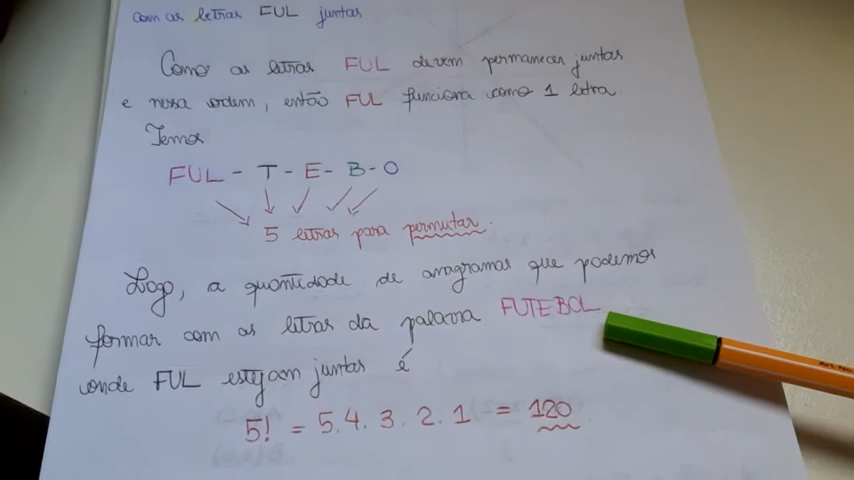 com as letras FUL juntas
Como as letras FUL devem permanecer juntas
e nessa ordem, então FUL funciona como 1 letra.
Temos
FUL - T - E - B - O
5 letras para permutar.
Logo, a quantidade de anagramas que podemos
formar com as letras da palavra FUTEBOL
onde FUL estejam juntas é
5! = 5.4.3.2.1 = 120